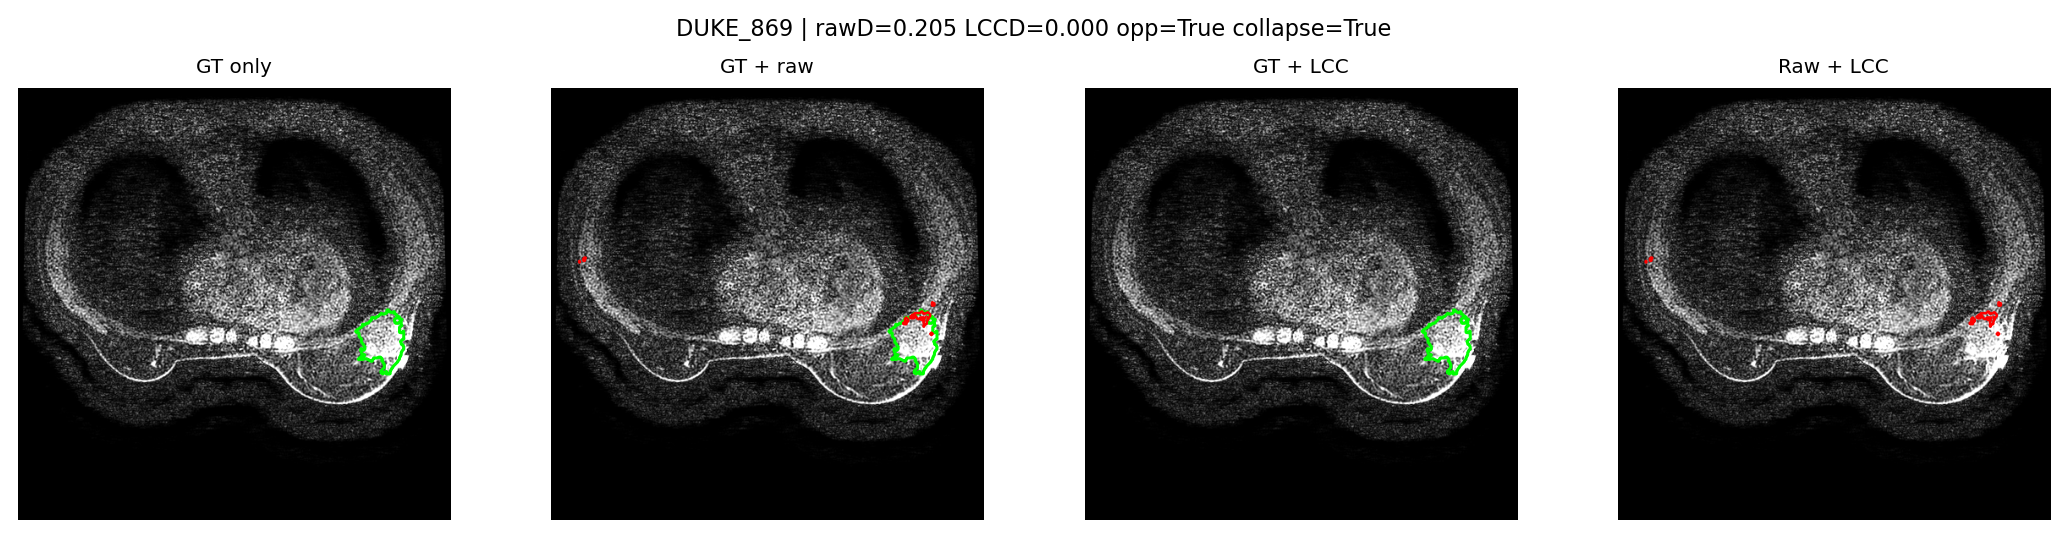 DUKE_869 | rawD=0.205 LCCD=0.000 opp=True collapse=True
GT only
GT + raw
GT + LCC
Raw + LCC